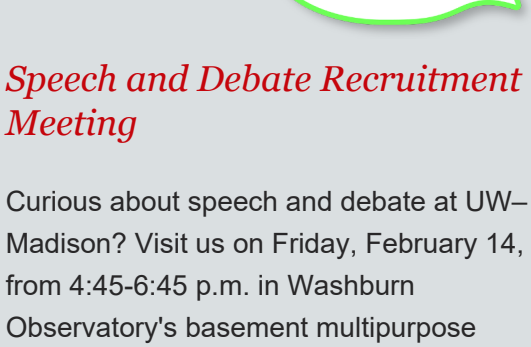 Speech and Debate Recruitment
Meeting
Curious about speech and debate at UW–
Madison? Visit us on Friday, February 14,
from 4:45-6:45 p.m. in Washburn
Observatory's basement multipurpose